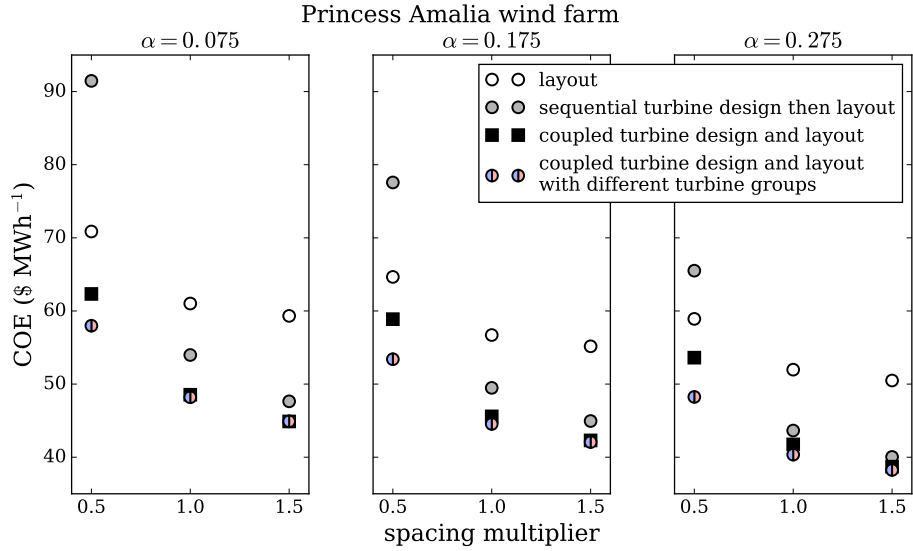 Princess Amalia wind farm
α = 0.075
α = 0.175
α = 0.275
layout
sequential turbine design then layout
coupled turbine design and layout
coupled turbine design and layout
with different turbine groups
COE ($ MWh⁻¹)
90
80
70
60
50
40
0.5 1.0 1.5
0.5 1.0 1.5
0.5 1.0 1.5
spacing multiplier